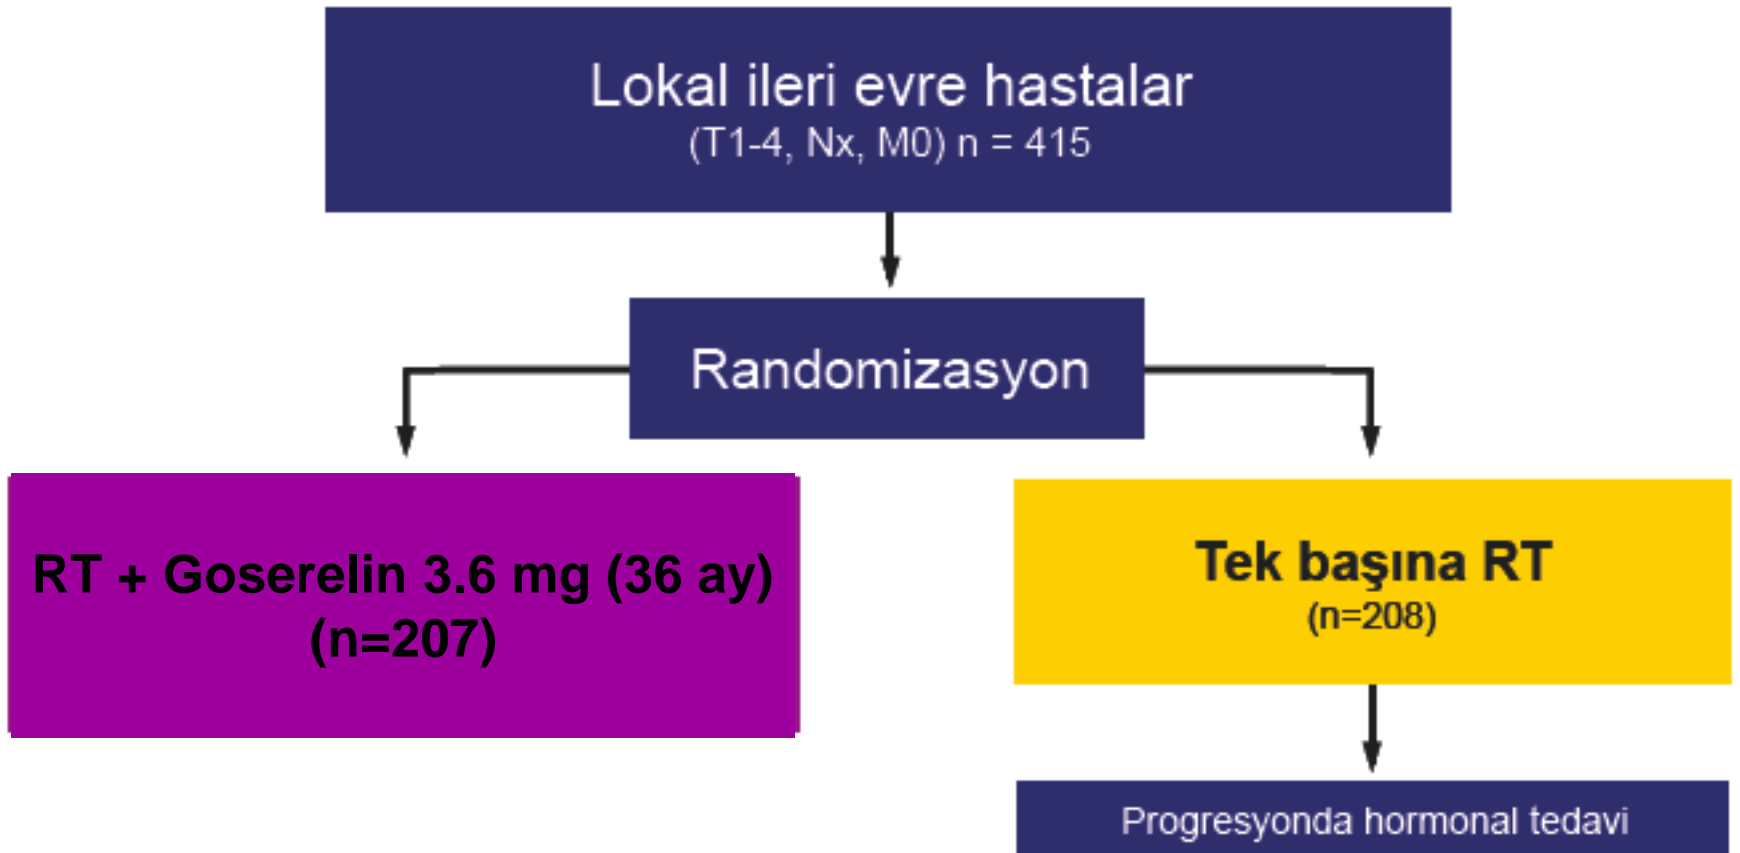 Lokal ileri evre hastalar
(T1-4, Nx, M0) n = 415
Randomizasyon
RT + Goserelin 3.6 mg (36 ay)
(n=207)
Tek başına RT
(n=208)
Progresyonda hormonal tedavi